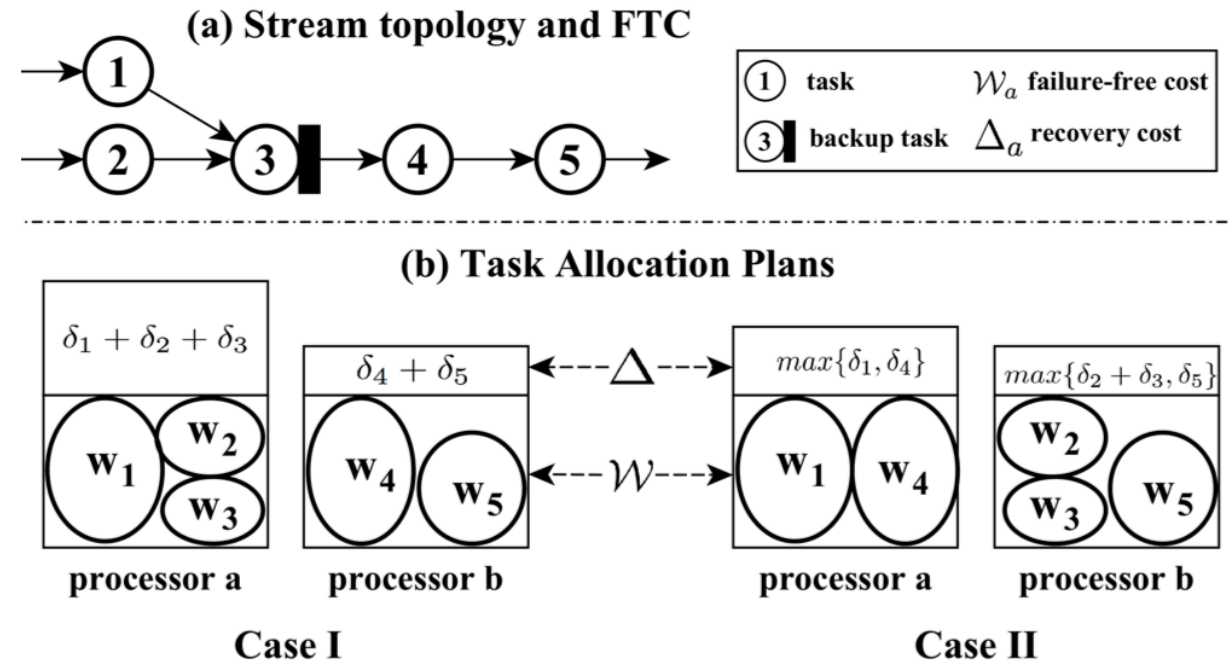 (a) Stream topology and FTC
1
2 3 4 5
1 task 𝒲a failure-free cost
3 backup task Δa recovery cost
(b) Task Allocation Plans
δ1 + δ2 + δ3
δ4 + δ5
Δ
max{δ1, δ4}
max{δ2 + δ3, δ5}
w1 w2 w3
w4 w5
𝒲
w1 w4
w2 w3 w5
processor a processor b processor a processor b
Case I Case II